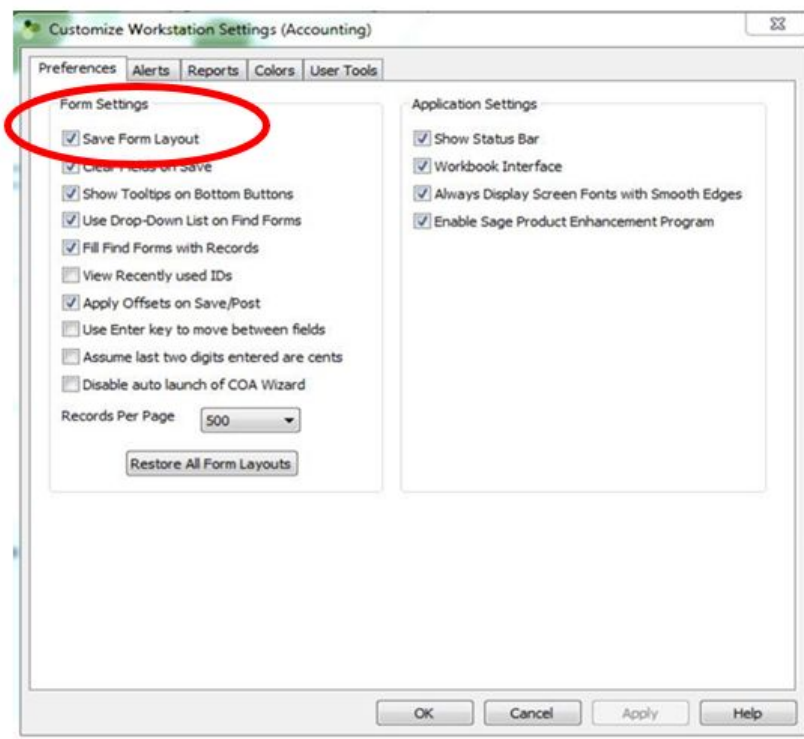 Customize Workstation Settings (Accounting)
Preferences Alerts Reports Colors User Tools
Form Settings
Save Form Layout
Clear Fields on Save
Show Tooltips on Bottom Buttons
Use Drop-Down List on Find Forms
Fill Find Forms with Records
View Recently used IDs
Apply Offsets on Save/Post
Use Enter key to move between fields
Assume last two digits entered are cents
Disable auto launch of COA Wizard
Records Per Page 500
Restore All Form Layouts
Application Settings
Show Status Bar
Workbook Interface
Always Display Screen Fonts with Smooth Edges
Enable Sage Product Enhancement Program
OK Cancel Apply Help